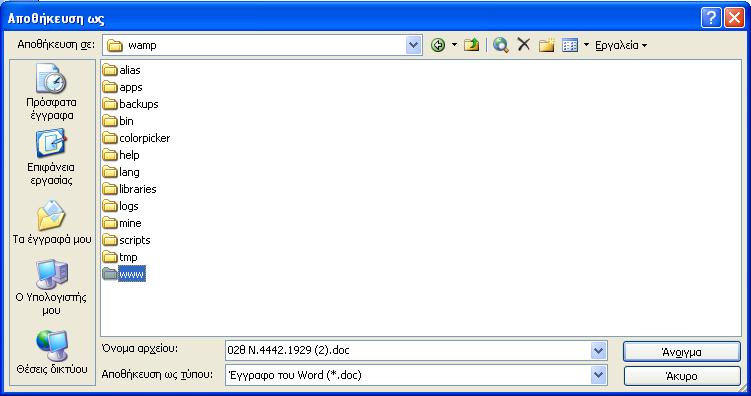 Αποθήκευση ως
Αποθήκευση σε: wamp Εργαλεία
Πρόσφατα
έγγραφα
Επιφάνεια
εργασίας
Τα έγγραφά μου
Ο Υπολογιστής
μου
Θέσεις δικτύου
alias
apps
backups
bin
colorpicker
help
lang
libraries
logs
mine
scripts
tmp
www
Όνομα αρχείου: 02θ Ν.4442.1929 (2).doc Άνοιγμα
Αποθήκευση ως τύπου: Έγγραφο του Word (*.doc) Άκυρο